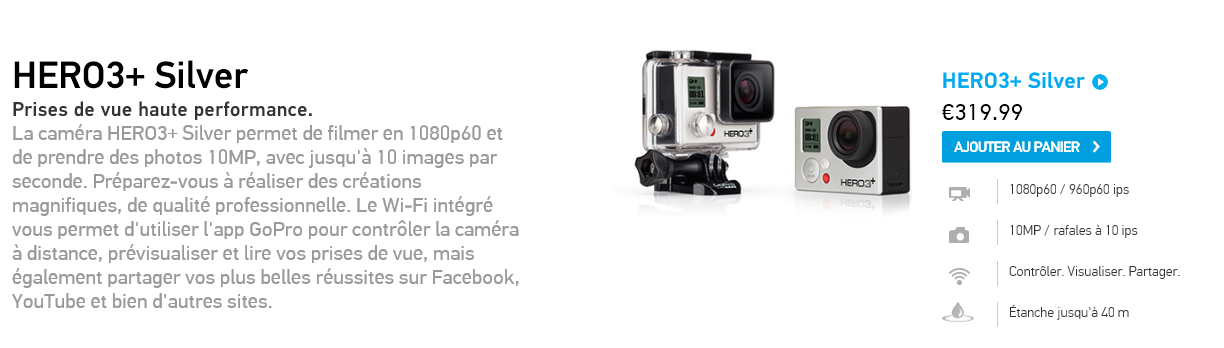 HERO3+ Silver
Prises de vue haute performance.
La caméra HERO3+ Silver permet de filmer en 1080p60 et
de prendre des photos 10MP, avec jusqu'à 10 images par
seconde. Préparez-vous à réaliser des créations
magnifiques, de qualité professionnelle. Le Wi-Fi intégré
vous permet d'utiliser l'app GoPro pour contrôler la caméra
à distance, prévisualiser et lire vos prises de vue, mais
également partager vos plus belles réussites sur Facebook,
YouTube et bien d'autres sites.
HERO3+
HERO3+
HERO3+ Silver
€319.99
AJOUTER AU PANIER
1080p60 / 960p60 ips
10MP / rafales à 10 ips
Contrôler. Visualiser. Partager.
Étanche jusqu'à 40 m